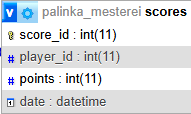 v palinka_mesterei scores
score_id : int(11)
# player_id : int(11)
# points : int(11)
date : datetime